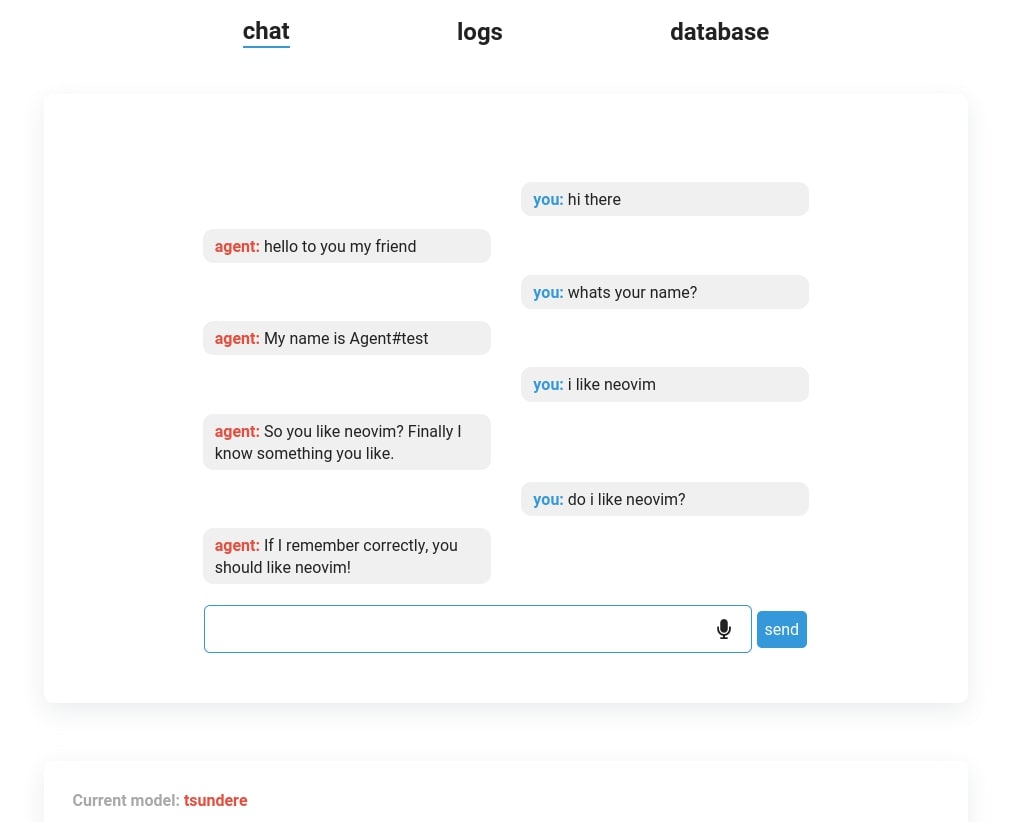 chat logs database
you: hi there
agent: hello to you my friend
you: whats your name?
agent: My name is Agent#test
you: i like neovim
agent: So you like neovim? Finally I
know something you like.
you: do i like neovim?
agent: If I remember correctly, you
should like neovim!
send
Current model: tsundere